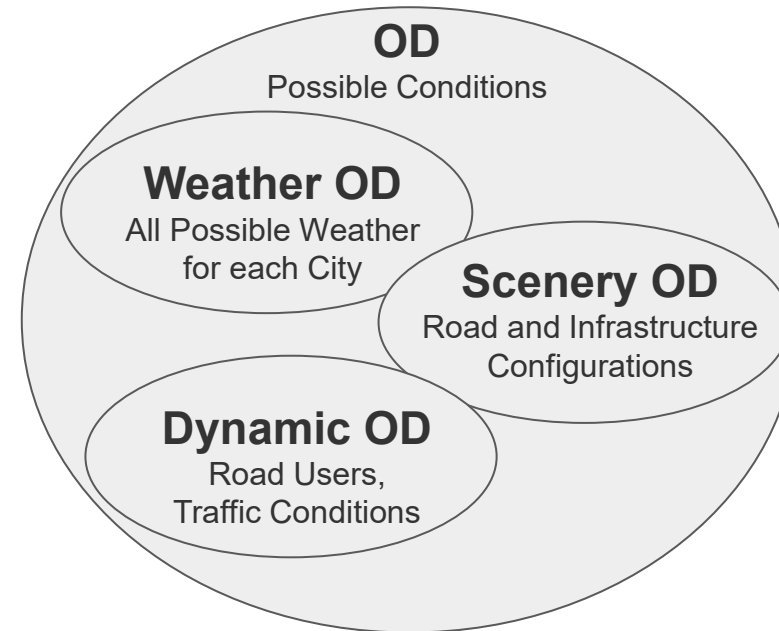 OD
Possible Conditions
Weather OD
All Possible Weather
for each City
Scenery OD
Road and Infrastructure
Configurations
Dynamic OD
Road Users,
Traffic Conditions